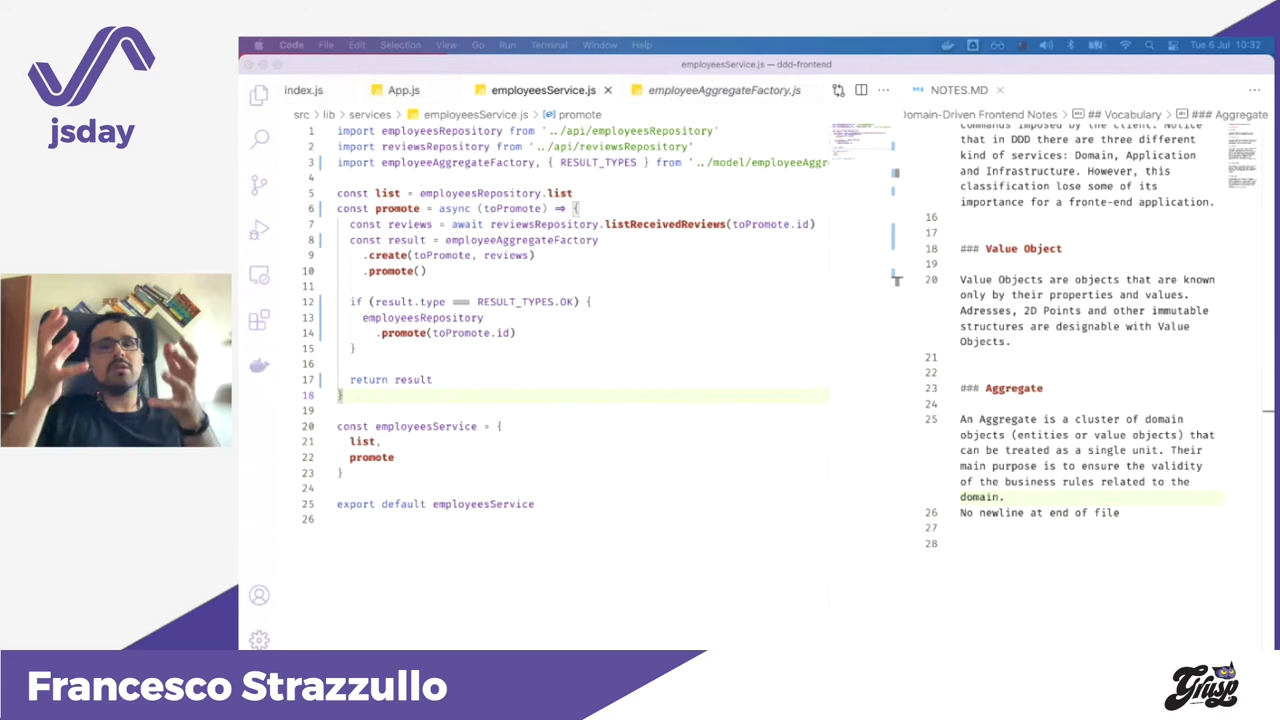 jsday
Code File Edit Selection View Go Run Terminal Window Help
Tue 6 Jul 10:32
employeesService.js — ddd-frontend
index.js
App.js
employeesService.js
employeeAggregateFactory.js
NOTES.MD
src > lib > services > employeesService.js > promote
Domain-Driven Frontend Notes > ## Vocabulary > ### Aggregate
1 import employeesRepository from '../api/employeesRepository'
2 import reviewsRepository from '../api/reviewsRepository'
3 import employeeAggregateFactory, { RESULT_TYPES } from '../model/employeeAggr
4
5 const list = employeesRepository.list
6 const promote = async (toPromote) => {
7 const reviews = await reviewsRepository.listReceivedReviews(toPromote.id)
8 const result = employeeAggregateFactory
9 .create(toPromote, reviews)
10 .promote()
11
12 if (result.type === RESULT_TYPES.OK) {
13 employeesRepository
14 .promote(toPromote.id)
15 }
16
17 return result
18 }
19
20 const employeesService = {
21 list,
22 promote
23 }
24
25 export default employeesService
26
commands imposed by the client. Notice
that in DDD there are three different
kind of services: Domain, Application
and Infrastructure. However, this
classification lose some of its
importance for a fronte-end application.
16
17
18 ### Value Object
19
20 Value Objects are objects that are known
only by their properties and values.
Adresses, 2D Points and other immutable
structures are designable with Value
Objects.
21
22
23 ### Aggregate
24
25 An Aggregate is a cluster of domain
objects (entities or value objects) that
can be treated as a single unit. Their
main purpose is to ensure the validity
of the business rules related to the
domain.
26 No newline at end of file
27
28
Francesco Strazzullo
Grusp